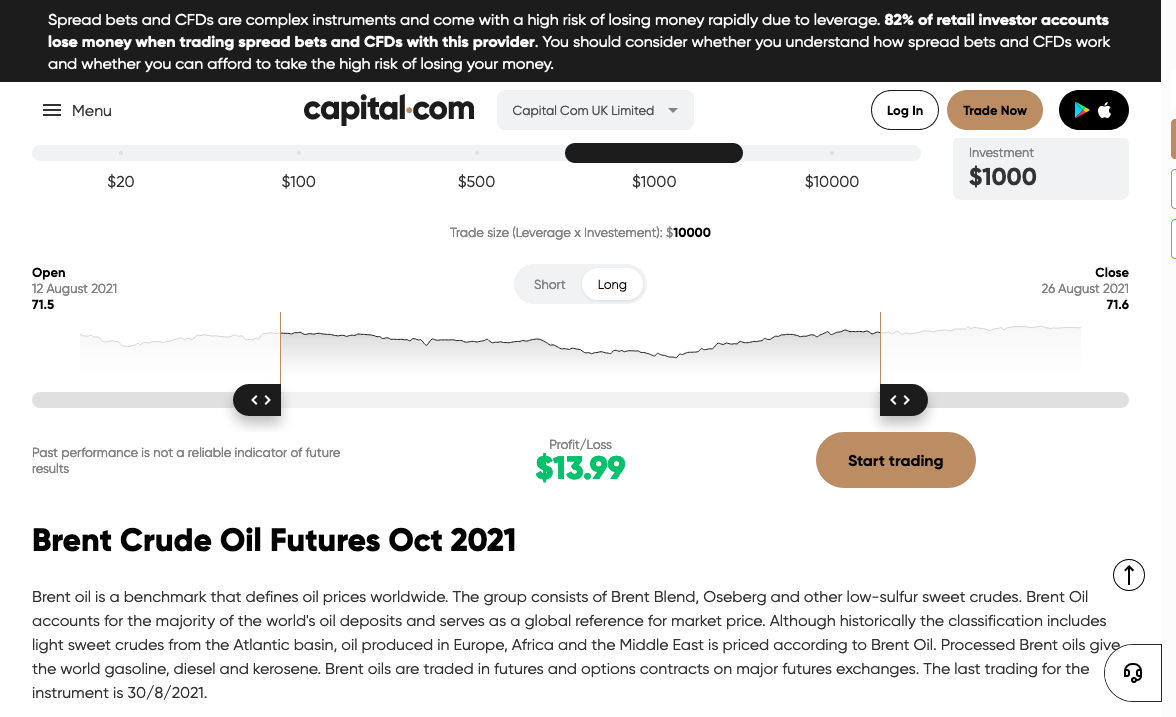 Spread bets and CFDs are complex instruments and come with a high risk of losing money rapidly due to leverage. 82% of retail investor accounts
lose money when trading spread bets and CFDs with this provider. You should consider whether you understand how spread bets and CFDs work
and whether you can afford to take the high risk of losing your money.
Menu
capital.com
Capital Com UK Limited
Log In
Trade Now
$20
$100
$500
$1000
$10000
Investment
$1000
Trade size (Leverage x Investement): $10000
Open
12 August 2021
71.5
Short
Long
Close
26 August 2021
71.6
Past performance is not a reliable indicator of future
results
Profit/Loss
$13.99
Start trading
Brent Crude Oil Futures Oct 2021
Brent oil is a benchmark that defines oil prices worldwide. The group consists of Brent Blend, Oseberg and other low-sulfur sweet crudes. Brent Oil
accounts for the majority of the world's oil deposits and serves as a global reference for market price. Although historically the classification includes
light sweet crudes from the Atlantic basin, oil produced in Europe, Africa and the Middle East is priced according to Brent Oil. Processed Brent oils give
the world gasoline, diesel and kerosene. Brent oils are traded in futures and options contracts on major futures exchanges. The last trading for the
instrument is 30/8/2021.